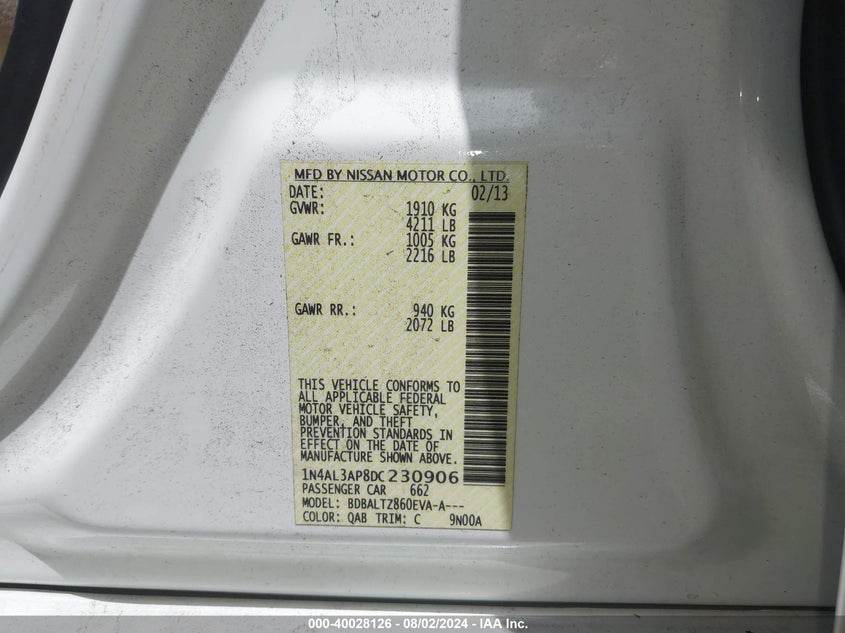 MFD BY NISSAN MOTOR CO., LTD.
DATE: 02/13
GVWR: 1910 KG
4211 LB
GAWR FR.: 1005 KG
2216 LB
GAWR RR.: 940 KG
2072 LB
THIS VEHICLE CONFORMS TO
ALL APPLICABLE FEDERAL
MOTOR VEHICLE SAFETY,
BUMPER, AND THEFT
PREVENTION STANDARDS IN
EFFECT ON THE DATE OF
MANUFACTURE SHOWN ABOVE.
1N4AL3AP8DC230906
PASSENGER CAR 662
MODEL: BDBALTZ860EVA-A---
COLOR: QAB TRIM: C 9N00A
000-40028126 - 08/02/2024 - IAA Inc.